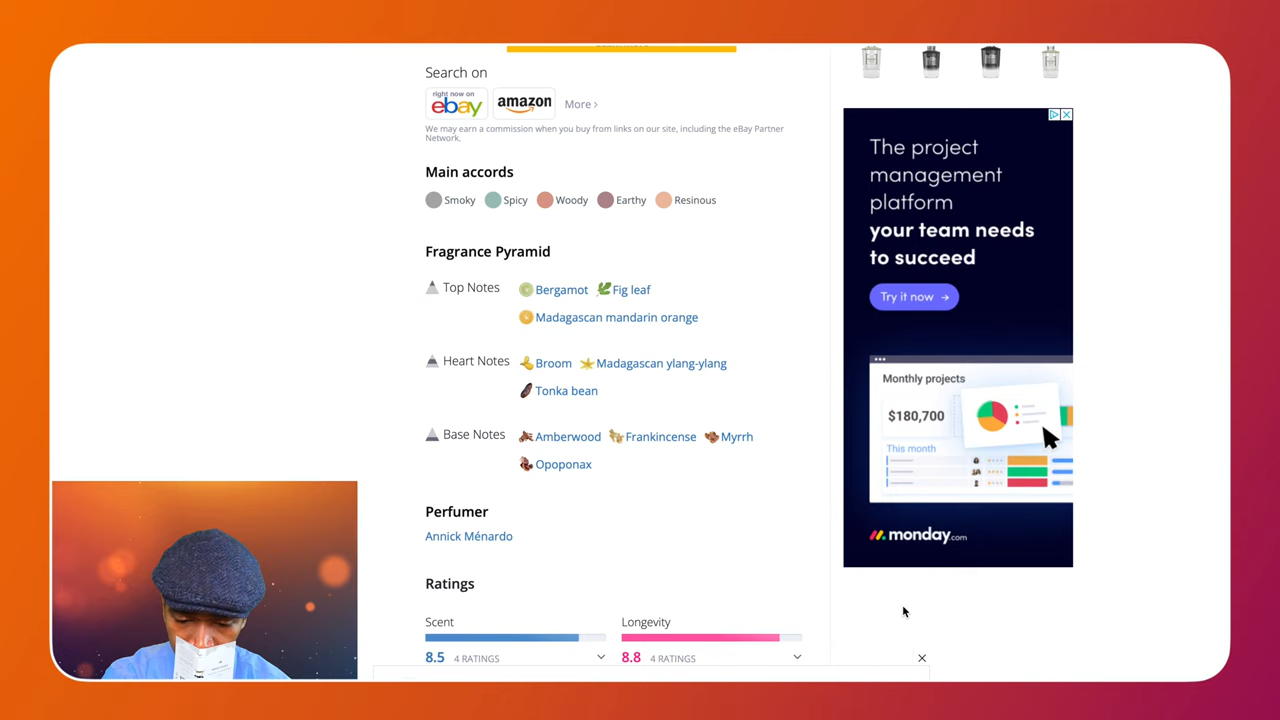 Search on
right now on
ebay
amazon
More ›
We may earn a commission when you buy from links on our site, including the eBay Partner
Network.
Main accords
Smoky Spicy Woody Earthy Resinous
Fragrance Pyramid
Top Notes Bergamot Fig leaf
Madagascan mandarin orange
Heart Notes Broom Madagascan ylang-ylang
Tonka bean
Base Notes Amberwood Frankincense Myrrh
Opoponax
Perfumer
Annick Ménardo
Ratings
Scent Longevity
8.5 4 RATINGS 8.8 4 RATINGS
The project
management
platform
your team needs
to succeed
Try it now →
Monthly projects
$180,700
This month
monday.com